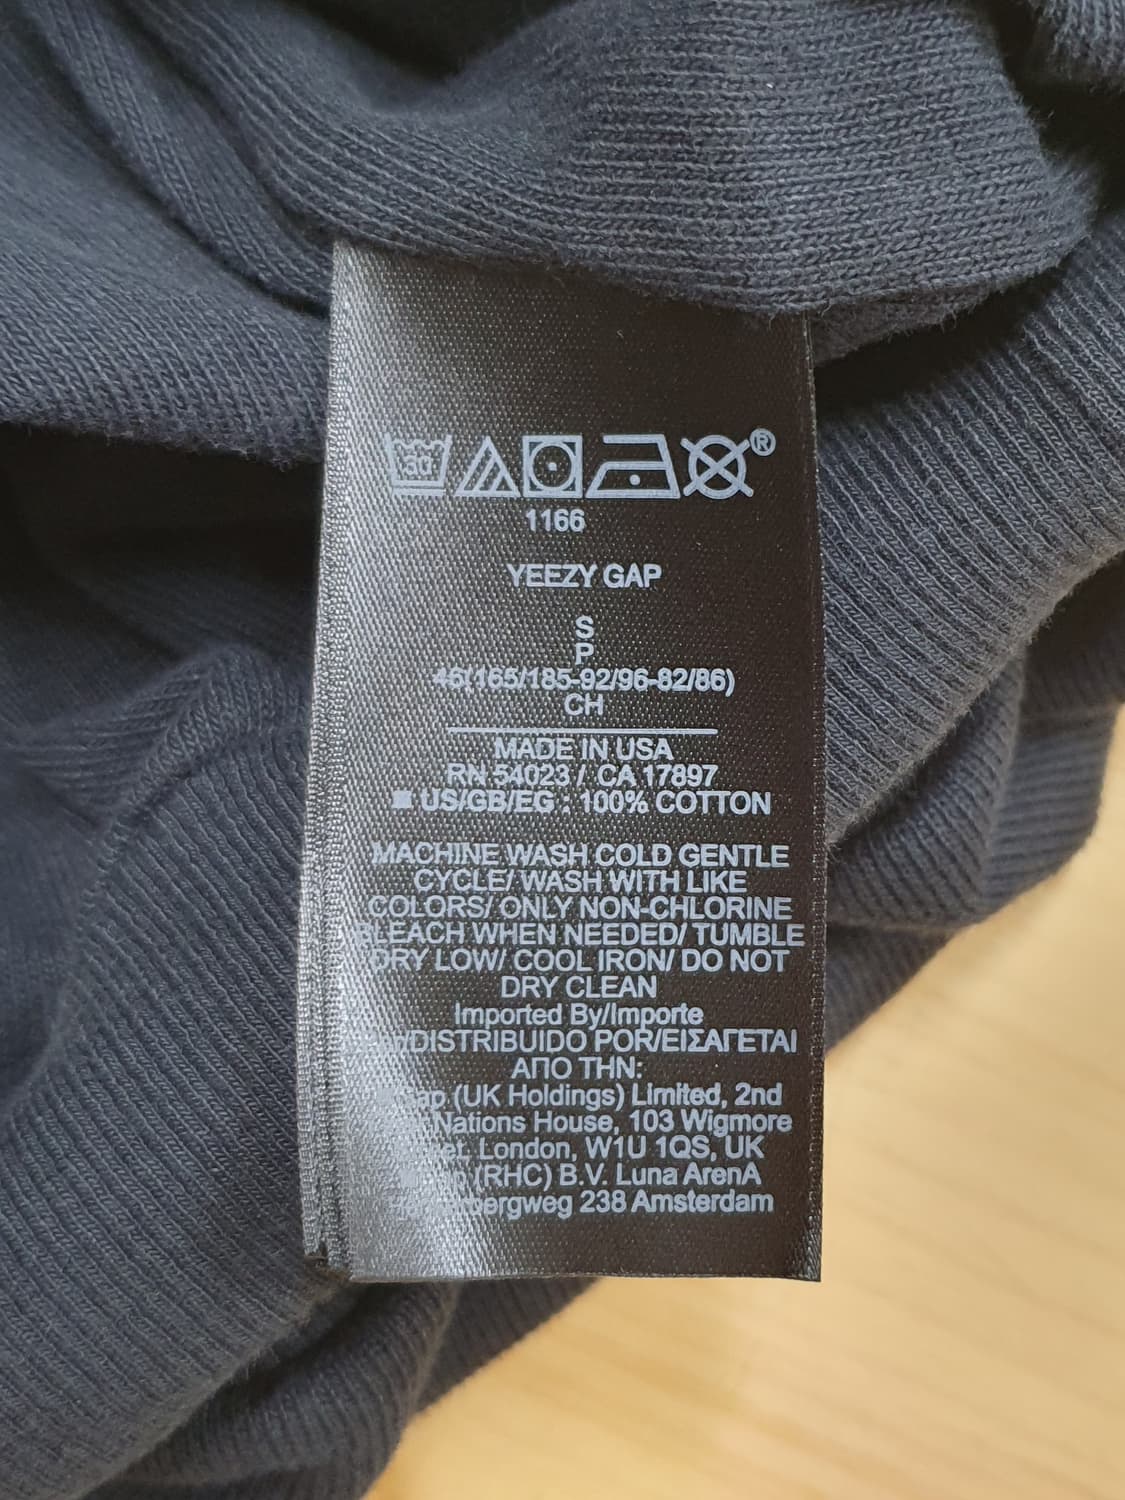 30
®
1166
YEEZY GAP
S
P
46(165/185-92/96-82/86)
CH
MADE IN USA
RN 54023 / CA 17897
US/GB/EG : 100% COTTON
MACHINE WASH COLD GENTLE
CYCLE/ WASH WITH LIKE
COLORS/ ONLY NON-CHLORINE
BLEACH WHEN NEEDED/ TUMBLE
DRY LOW/ COOL IRON/ DO NOT
DRY CLEAN
Imported By/Importe
DISTRIBUIDO POR/ΕΙΣΑΓΕΤΑΙ
ΑΠΟ ΤΗΝ:
(UK Holdings) Limited, 2nd
Nations House, 103 Wigmore
London, W1U 1QS, UK
(RHC) B.V. Luna ArenA
238 Amsterdam